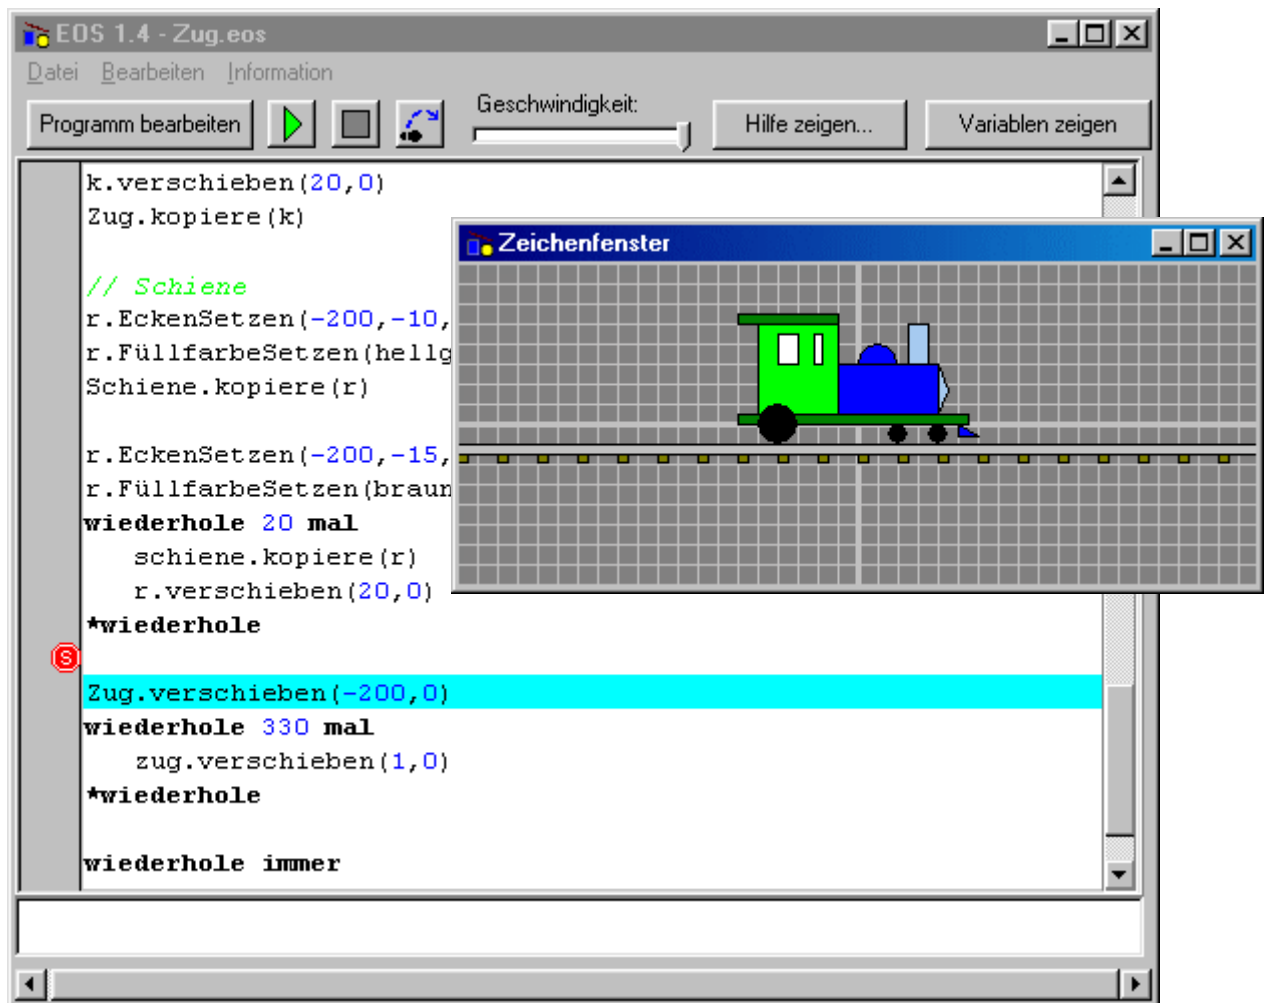 EOS 1.4 - Zug.eos
Datei Bearbeiten Information
Programm bearbeiten
Geschwindigkeit:
Hilfe zeigen...
Variablen zeigen
k.verschieben(20,0)
Zug.kopiere(k)
Zeichenfenster
// Schiene
r.EckenSetzen(-200,-10,
r.FüllfarbeSetzen(hellg
Schiene.kopiere(r)
r.EckenSetzen(-200,-15,
r.FüllfarbeSetzen(braun
wiederhole 20 mal
schiene.kopiere(r)
r.verschieben(20,0)
*wiederhole
S
Zug.verschieben(-200,0)
wiederhole 330 mal
zug.verschieben(1,0)
*wiederhole
wiederhole immer